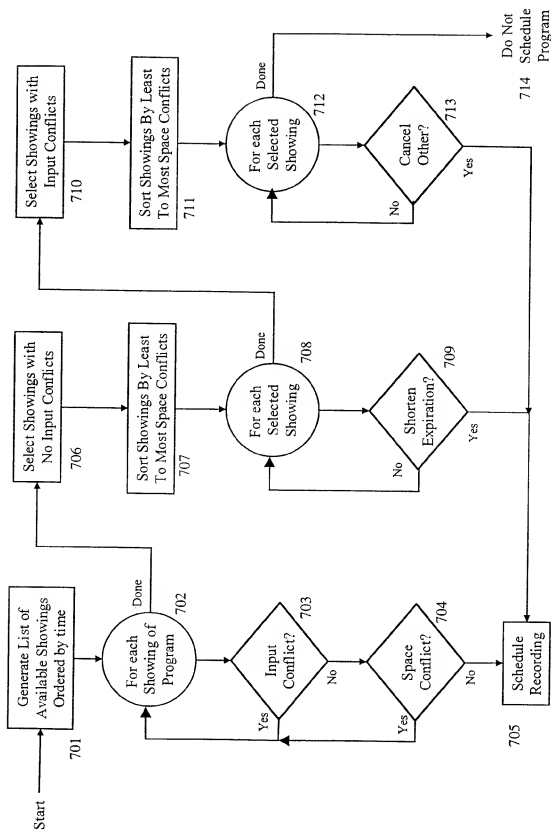 Start
Generate List of
Available Showings
Ordered by time
701
For each
Showing of
Program
702
Done
Input
Conflict?
703
Yes
No
Space
Conflict?
704
Yes
No
Schedule
Recording
705
Select Showings with
No Input Conflicts
706
Sort Showings By Least
To Most Space Conflicts
707
For each
Selected
Showing
708
Done
Shorten
Expiration?
709
No
Yes
Select Showings with
Input Conflicts
710
Sort Showings By Least
To Most Space Conflicts
711
For each
Selected
Showing
712
Done
Cancel
Other?
713
No
Yes
Do Not
Schedule
Program
714